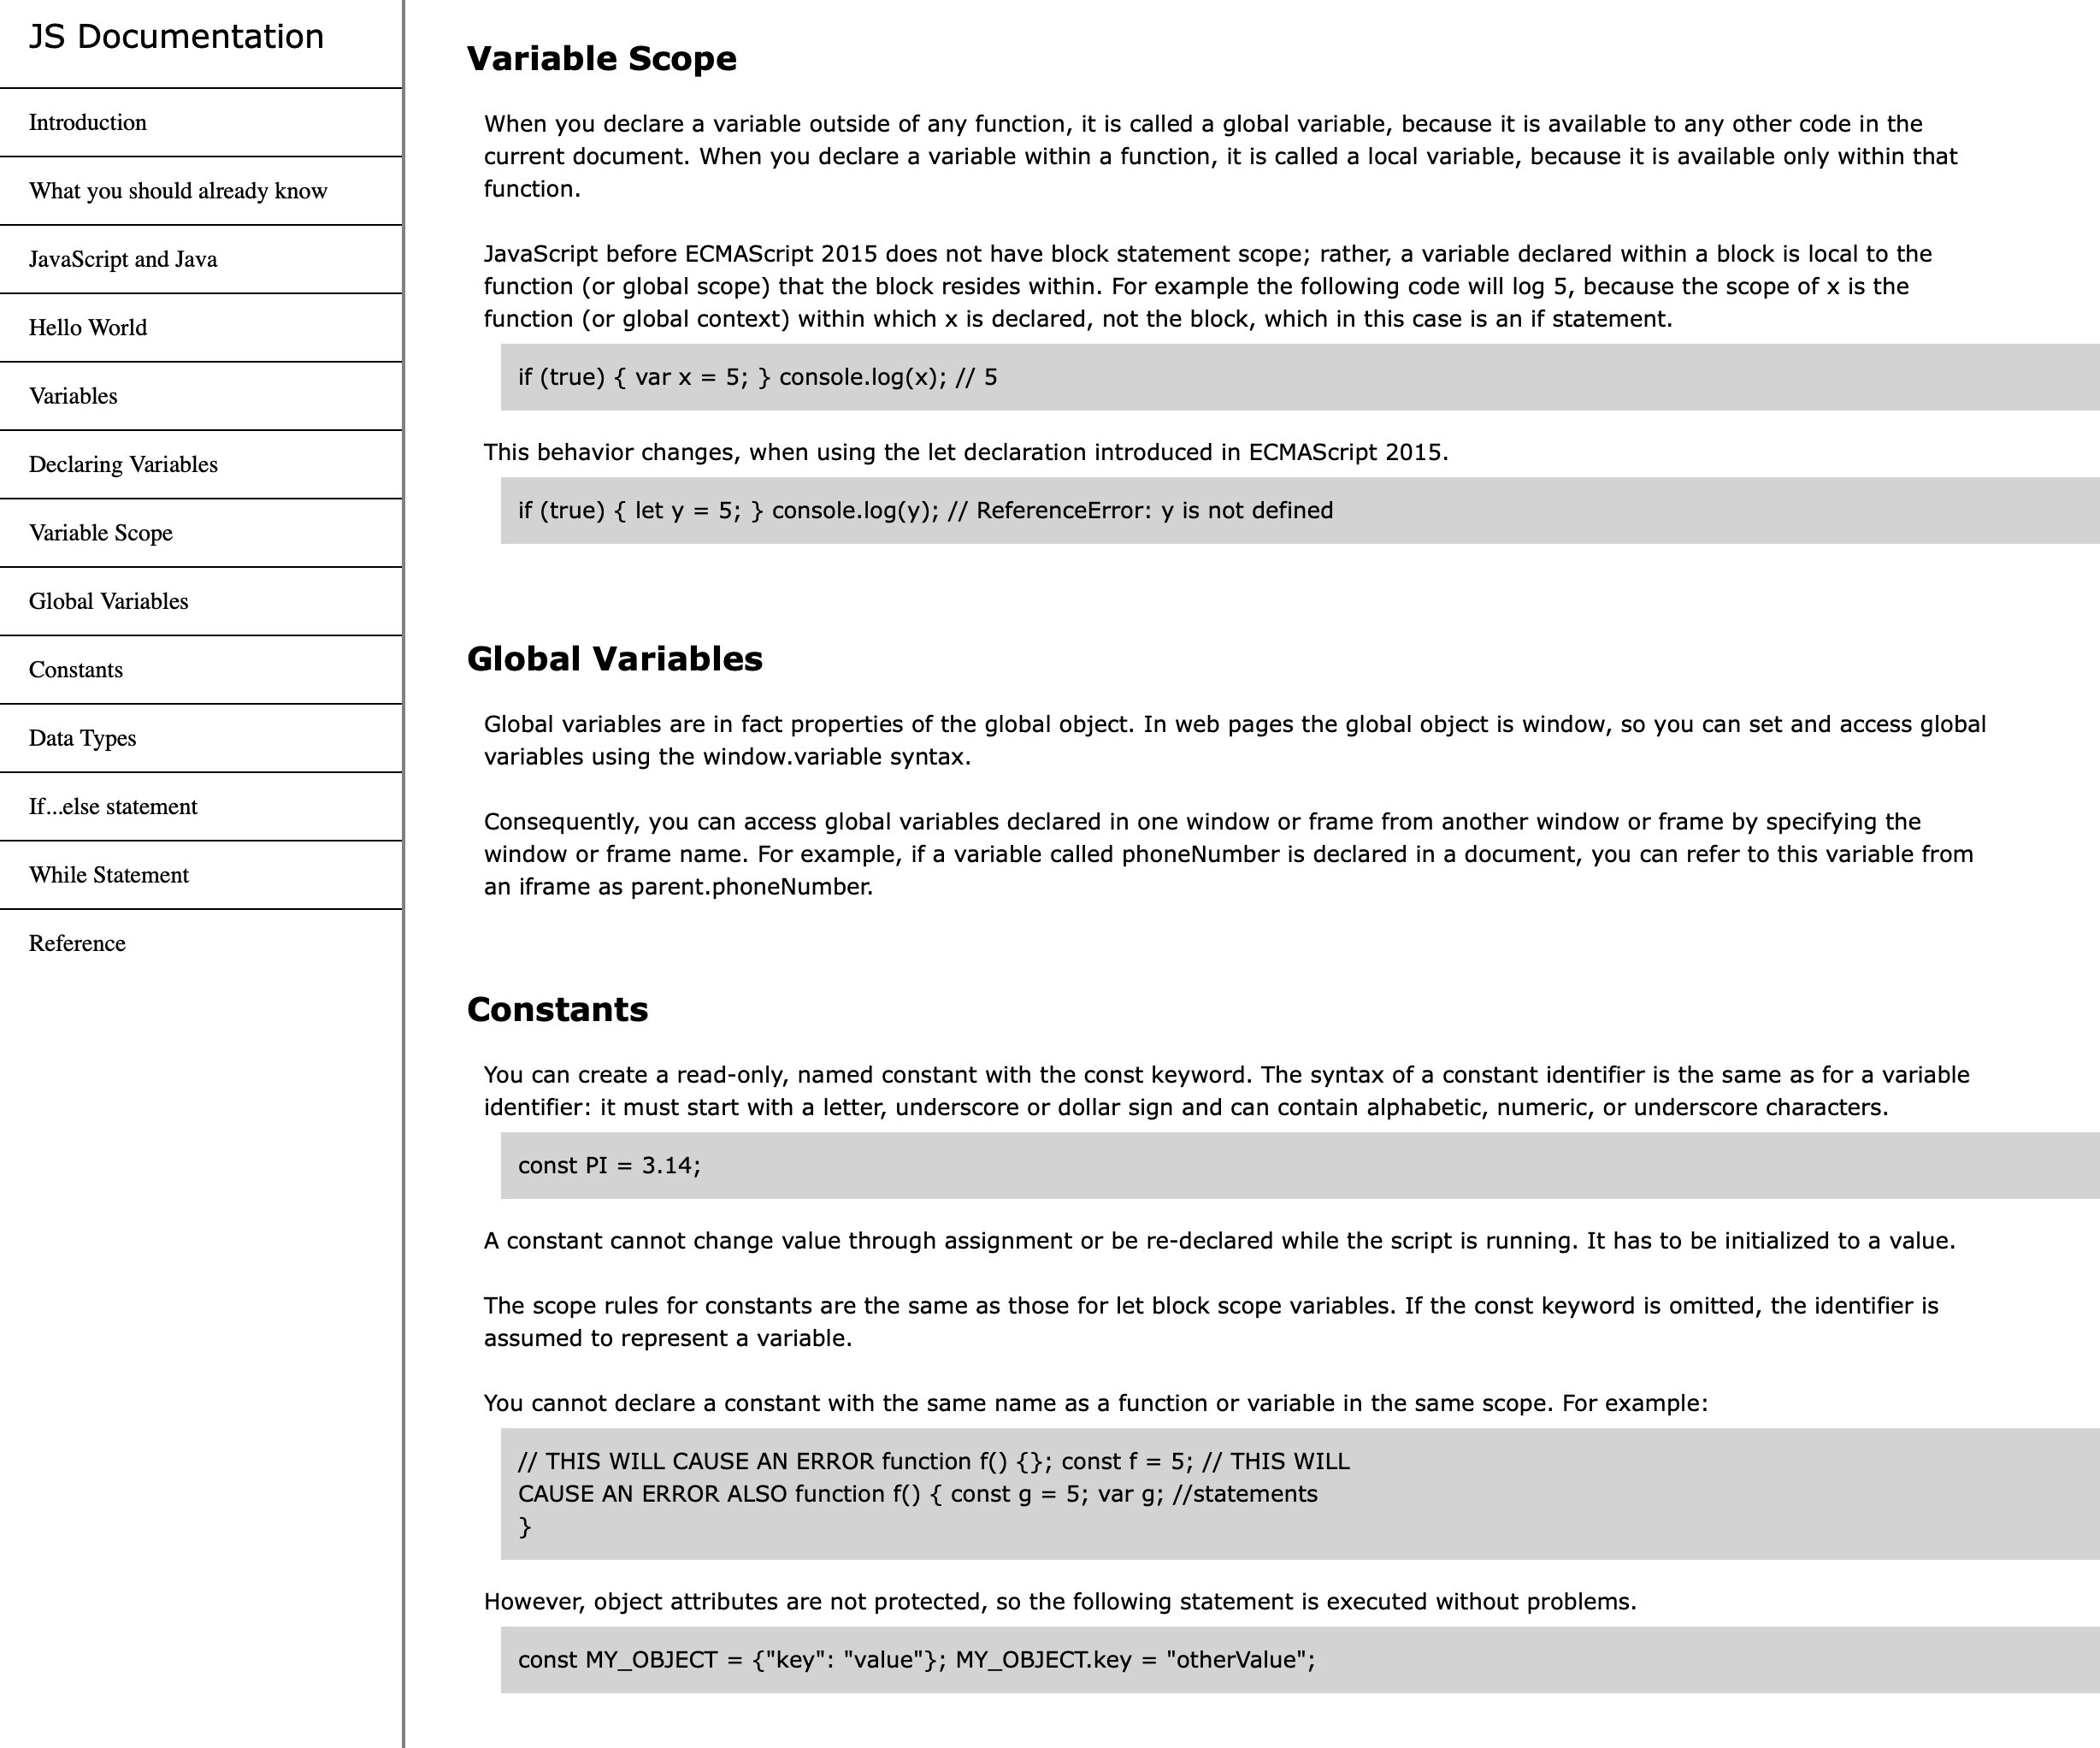 JS Documentation
Introduction
What you should already know
JavaScript and Java
Hello World
Variables
Declaring Variables
Variable Scope
Global Variables
Constants
Data Types
If...else statement
While Statement
Reference
Variable Scope
When you declare a variable outside of any function, it is called a global variable, because it is available to any other code in the
current document. When you declare a variable within a function, it is called a local variable, because it is available only within that
function.
JavaScript before ECMAScript 2015 does not have block statement scope; rather, a variable declared within a block is local to the
function (or global scope) that the block resides within. For example the following code will log 5, because the scope of x is the
function (or global context) within which x is declared, not the block, which in this case is an if statement.
if (true) { var x = 5; } console.log(x); // 5
This behavior changes, when using the let declaration introduced in ECMAScript 2015.
if (true) { let y = 5; } console.log(y); // ReferenceError: y is not defined
Global Variables
Global variables are in fact properties of the global object. In web pages the global object is window, so you can set and access global
variables using the window.variable syntax.
Consequently, you can access global variables declared in one window or frame from another window or frame by specifying the
window or frame name. For example, if a variable called phoneNumber is declared in a document, you can refer to this variable from
an iframe as parent.phoneNumber.
Constants
You can create a read-only, named constant with the const keyword. The syntax of a constant identifier is the same as for a variable
identifier: it must start with a letter, underscore or dollar sign and can contain alphabetic, numeric, or underscore characters.
const PI = 3.14;
A constant cannot change value through assignment or be re-declared while the script is running. It has to be initialized to a value.
The scope rules for constants are the same as those for let block scope variables. If the const keyword is omitted, the identifier is
assumed to represent a variable.
You cannot declare a constant with the same name as a function or variable in the same scope. For example:
// THIS WILL CAUSE AN ERROR function f() {}; const f = 5; // THIS WILL
CAUSE AN ERROR ALSO function f() { const g = 5; var g; //statements
}
However, object attributes are not protected, so the following statement is executed without problems.
const MY_OBJECT = {"key": "value"}; MY_OBJECT.key = "otherValue";